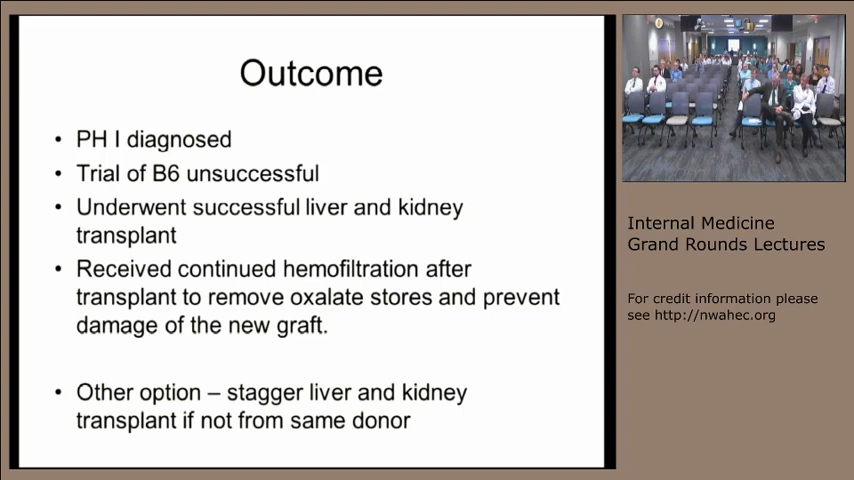 Outcome
• PH I diagnosed
• Trial of B6 unsuccessful
• Underwent successful liver and kidney
transplant
• Received continued hemofiltration after
transplant to remove oxalate stores and prevent
damage of the new graft.
• Other option – stagger liver and kidney
transplant if not from same donor
Internal Medicine
Grand Rounds Lectures
For credit information please
see http://nwahec.org